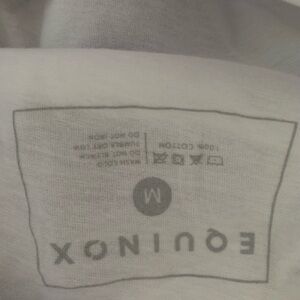 EQUINOX
M
100% COTTON
WASH COLD
DO NOT BLEACH
TUMBLE DRY LOW
DO NOT IRON